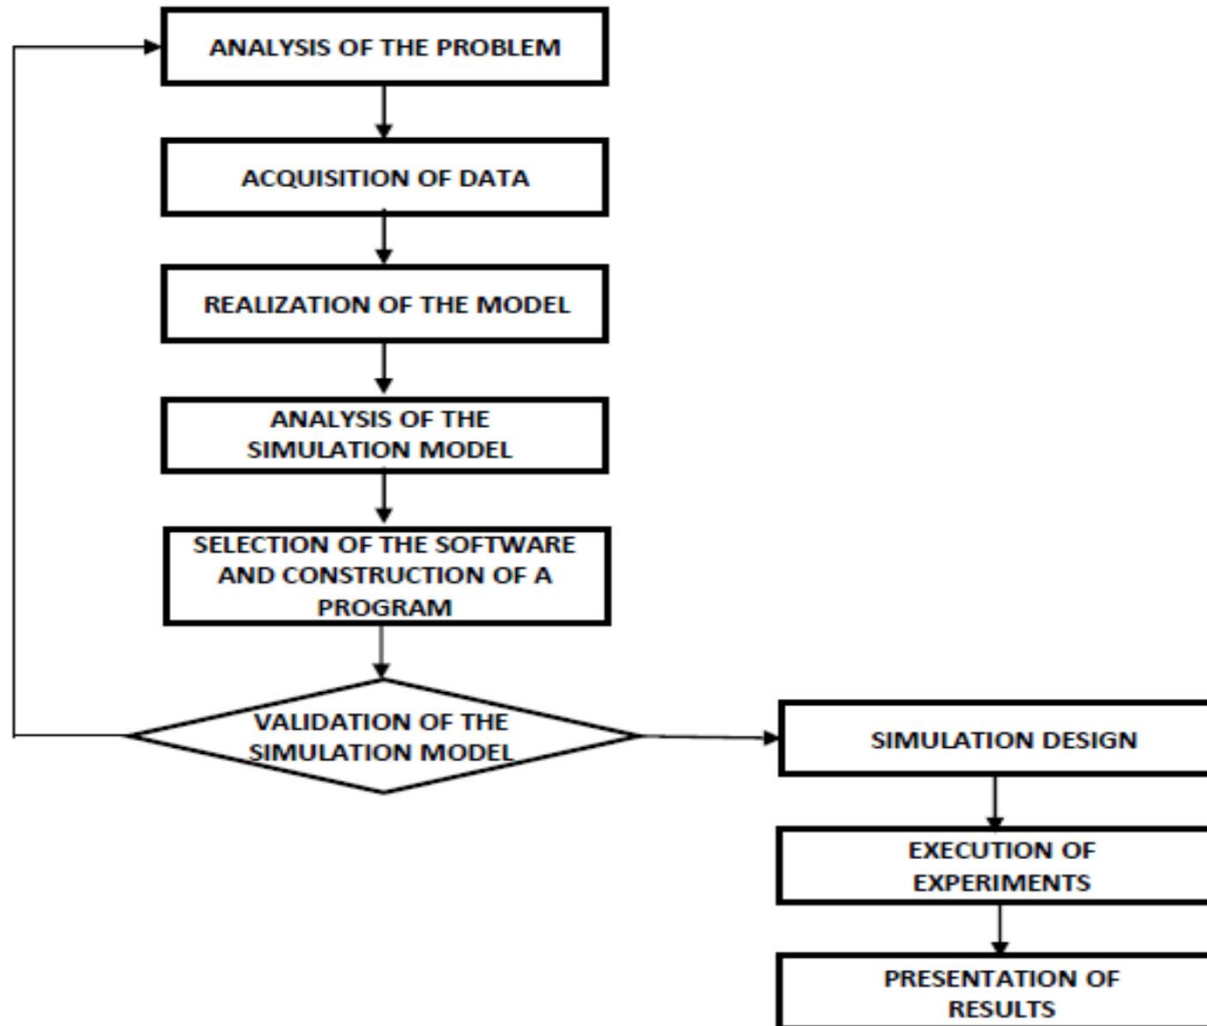 ANALYSIS OF THE PROBLEM
ACQUISITION OF DATA
REALIZATION OF THE MODEL
ANALYSIS OF THE
SIMULATION MODEL
SELECTION OF THE SOFTWARE
AND CONSTRUCTION OF A
PROGRAM
VALIDATION OF THE
SIMULATION MODEL
SIMULATION DESIGN
EXECUTION OF
EXPERIMENTS
PRESENTATION OF
RESULTS